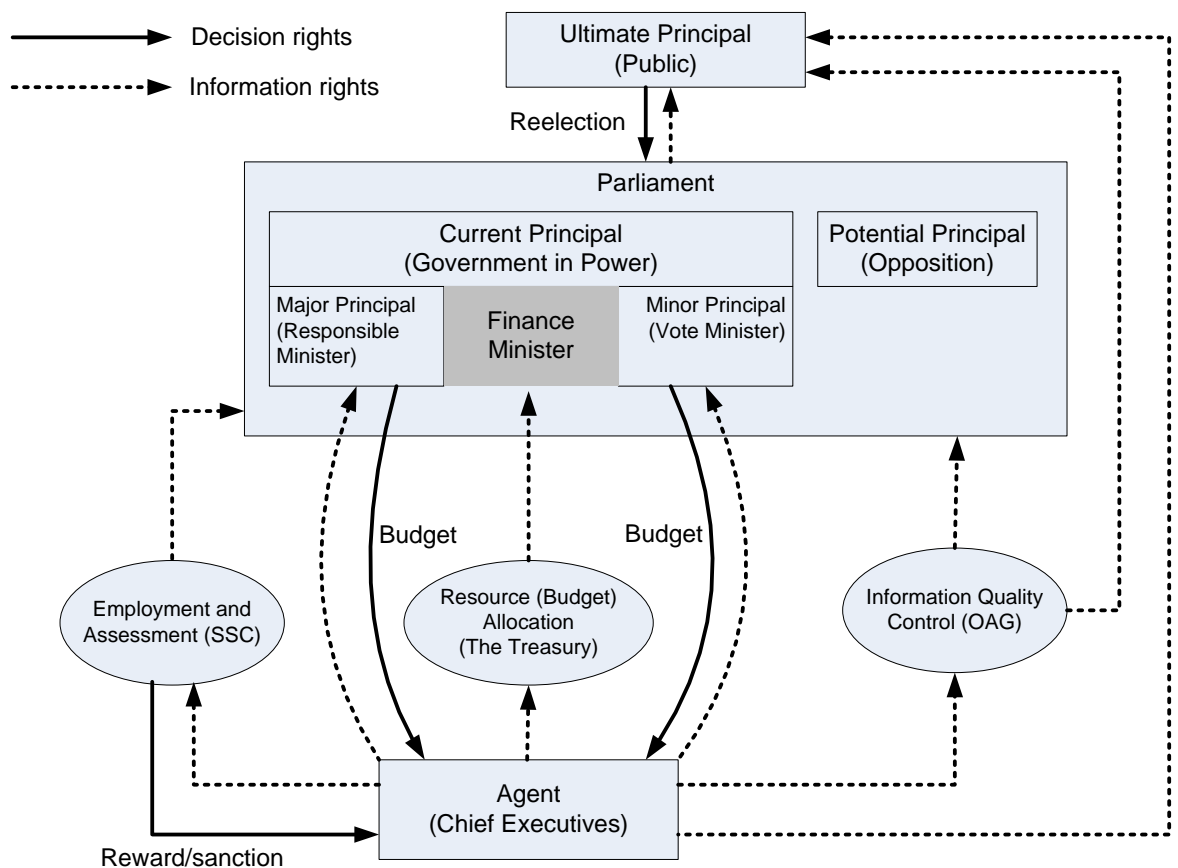 Decision rights
Information rights
Ultimate Principal
(Public)
Reelection
Parliament
Current Principal
(Government in Power)
Potential Principal
(Opposition)
Major Principal
(Responsible
Minister)
Finance
Minister
Minor Principal
(Vote Minister)
Budget
Budget
Employment and
Assessment (SSC)
Resource (Budget)
Allocation
(The Treasury)
Information Quality
Control (OAG)
Agent
(Chief Executives)
Reward/sanction